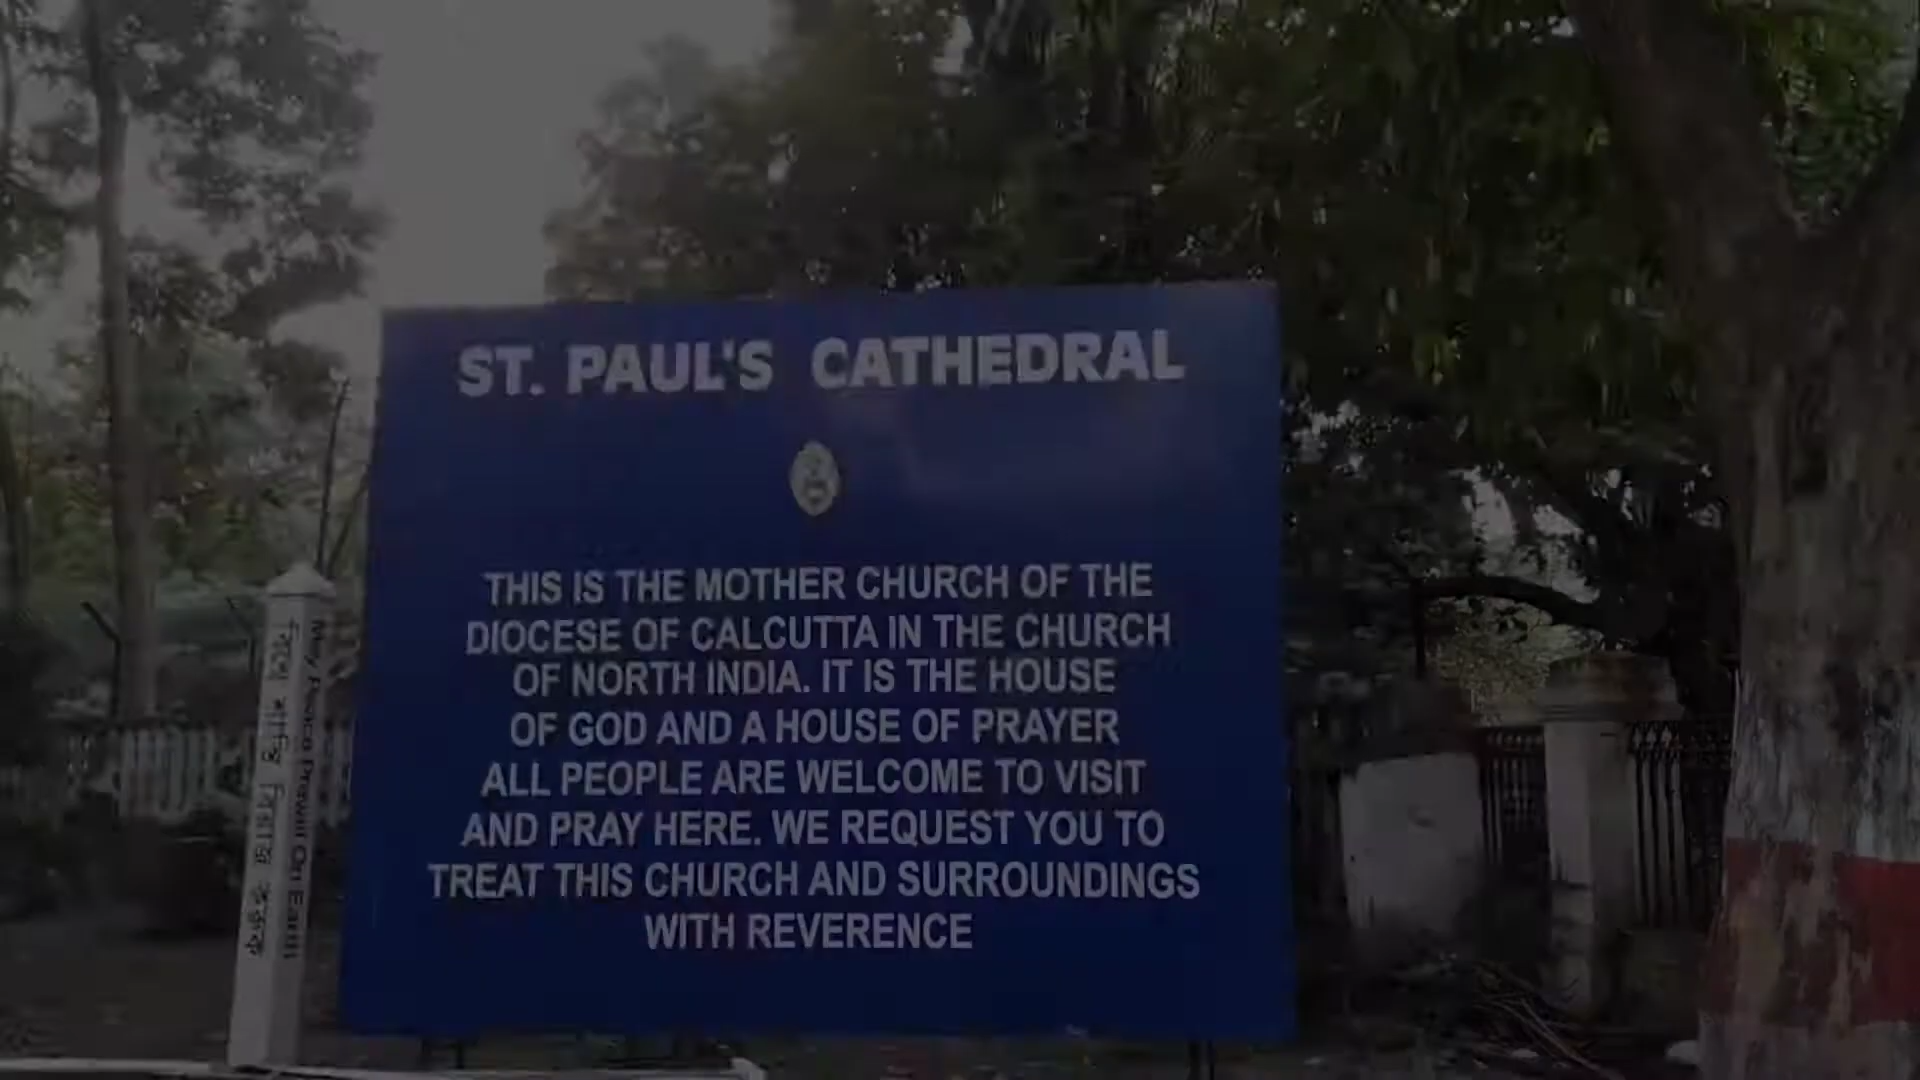 ST. PAUL'S CATHEDRAL
THIS IS THE MOTHER CHURCH OF THE
DIOCESE OF CALCUTTA IN THE CHURCH
OF NORTH INDIA. IT IS THE HOUSE
OF GOD AND A HOUSE OF PRAYER
ALL PEOPLE ARE WELCOME TO VISIT
AND PRAY HERE. WE REQUEST YOU TO
TREAT THIS CHURCH AND SURROUNDINGS
WITH REVERENCE
May Peace Prevail On Earth